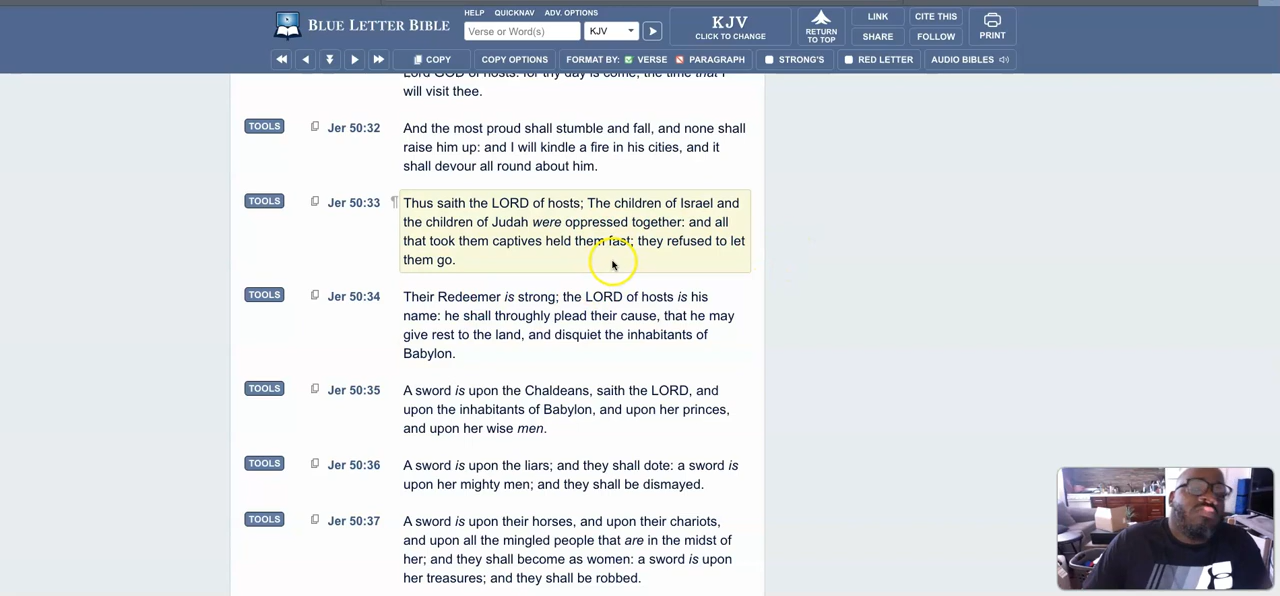 HELP QUICKNAV ADV. OPTIONS
BLUE LETTER BIBLE
Verse or Word(s)
KJV
KJV
CLICK TO CHANGE
RETURN
TO TOP
LINK
CITE THIS
SHARE
FOLLOW
PRINT
COPY
COPY OPTIONS
FORMAT BY: VERSE PARAGRAPH
STRONG'S
RED LETTER
AUDIO BIBLES
Lord GOD of hosts: for thy day is come, the time that I
will visit thee.
TOOLS Jer 50:32 And the most proud shall stumble and fall, and none shall
raise him up: and I will kindle a fire in his cities, and it
shall devour all round about him.
TOOLS Jer 50:33 ¶ Thus saith the LORD of hosts; The children of Israel and
the children of Judah were oppressed together: and all
that took them captives held them fast; they refused to let
them go.
TOOLS Jer 50:34 Their Redeemer is strong; the LORD of hosts is his
name: he shall throughly plead their cause, that he may
give rest to the land, and disquiet the inhabitants of
Babylon.
TOOLS Jer 50:35 A sword is upon the Chaldeans, saith the LORD, and
upon the inhabitants of Babylon, and upon her princes,
and upon her wise men.
TOOLS Jer 50:36 A sword is upon the liars; and they shall dote: a sword is
upon her mighty men; and they shall be dismayed.
TOOLS Jer 50:37 A sword is upon their horses, and upon their chariots,
and upon all the mingled people that are in the midst of
her; and they shall become as women: a sword is upon
her treasures; and they shall be robbed.